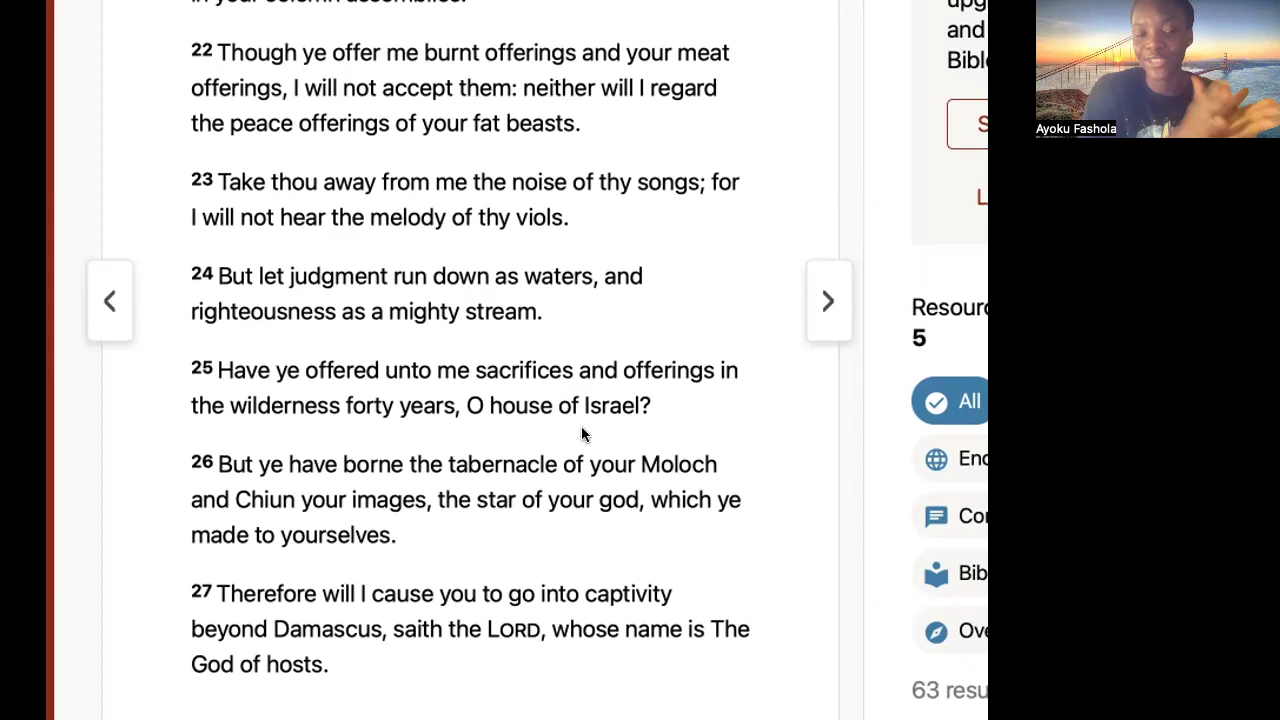 22 Though ye offer me burnt offerings and your meat
offerings, I will not accept them: neither will I regard
the peace offerings of your fat beasts.
23 Take thou away from me the noise of thy songs; for
I will not hear the melody of thy viols.
24 But let judgment run down as waters, and
righteousness as a mighty stream.
25 Have ye offered unto me sacrifices and offerings in
the wilderness forty years, O house of Israel?
26 But ye have borne the tabernacle of your Moloch
and Chiun your images, the star of your god, which ye
made to yourselves.
27 Therefore will I cause you to go into captivity
beyond Damascus, saith the LORD, whose name is The
God of hosts.
and
Resourc
5
All
63 resu
Ayoku Fashola